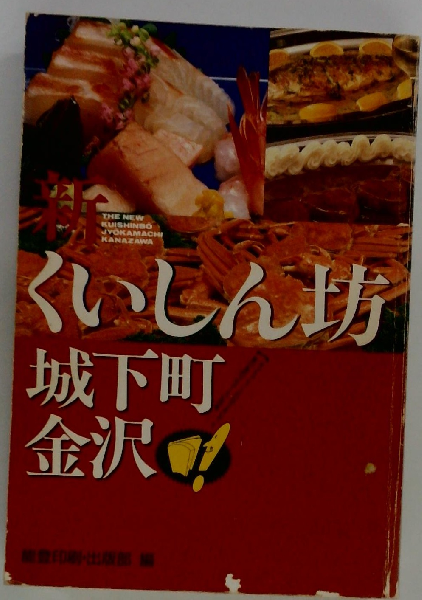 新
THE NEW
KUISHINBO
JYOKAMACHI
KANAZAWA
くいしん坊
城下町
金沢
能登印刷・出版部 編